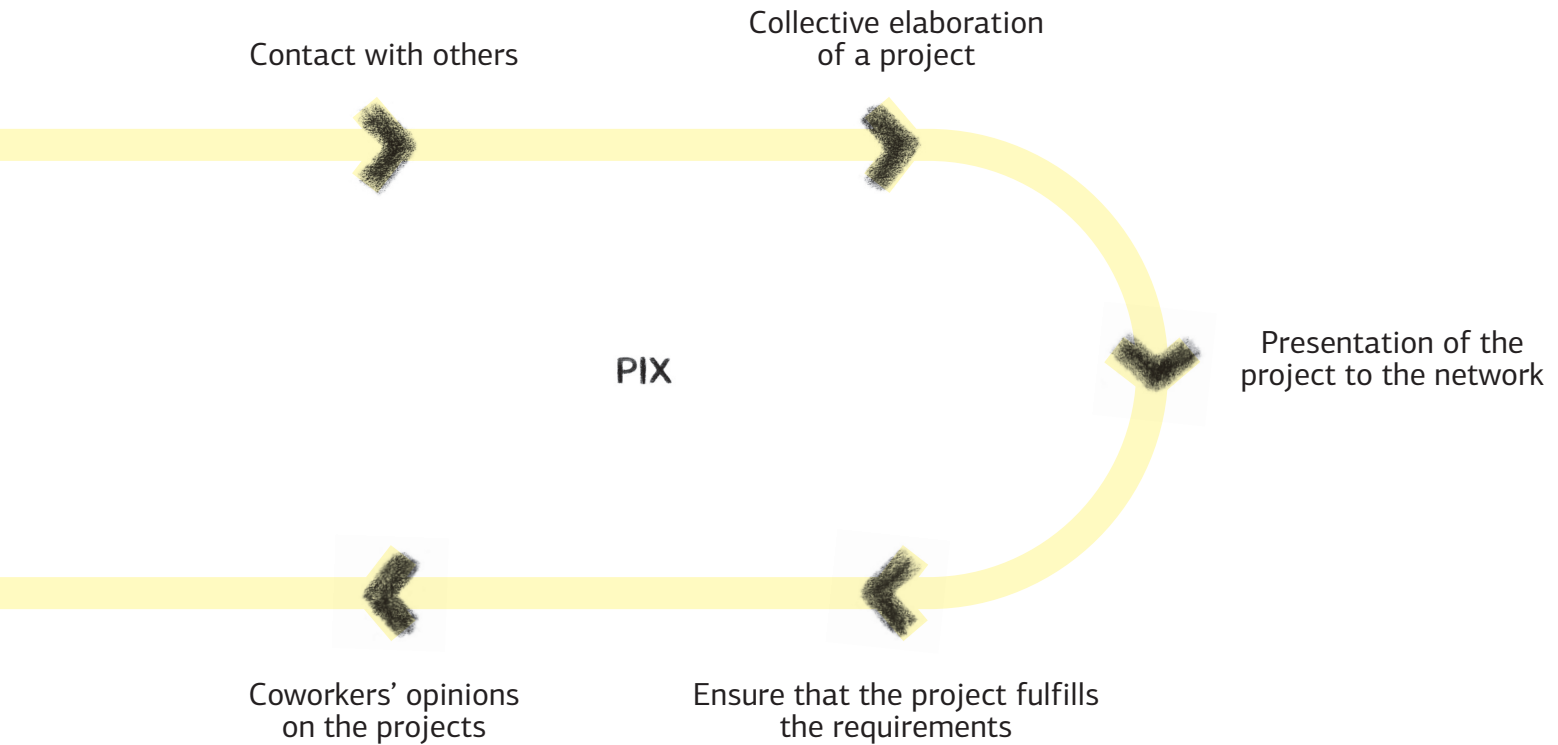 Contact with others
Collective elaboration
of a project
Presentation of the
project to the network
PIX
Ensure that the project fulfills
the requirements
Coworkers’ opinions
on the projects